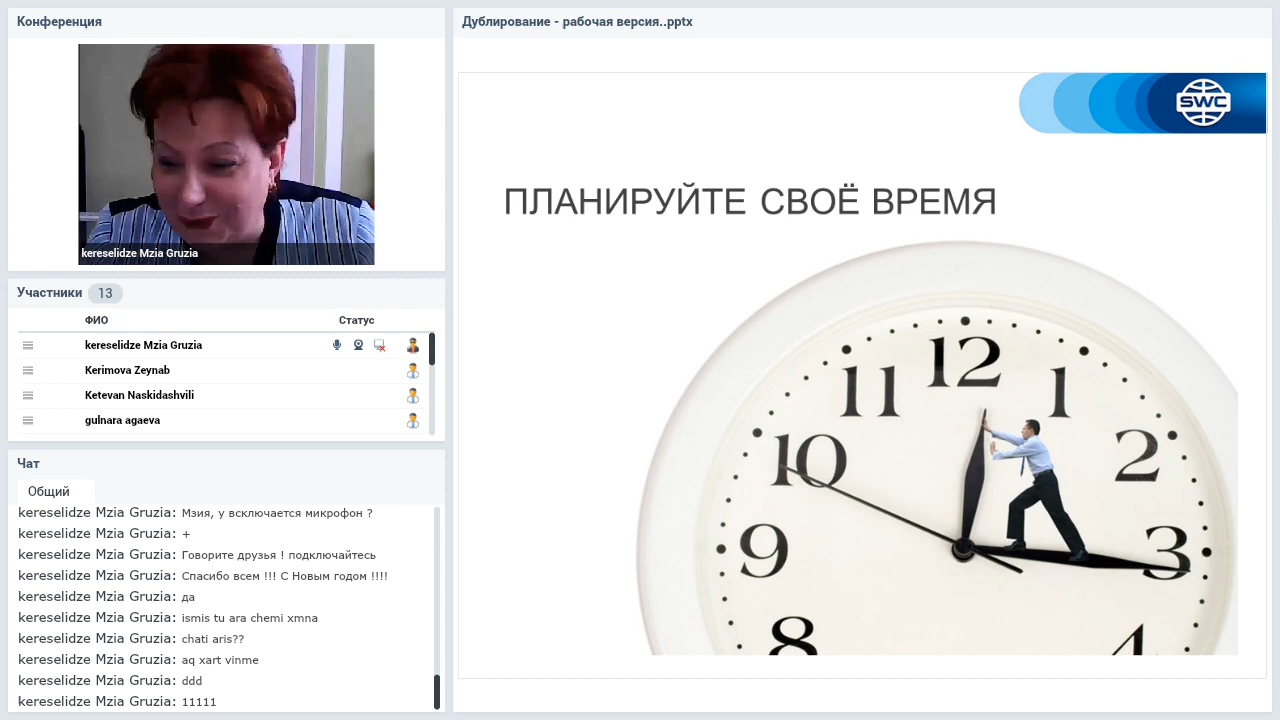 Конференция
kereselidze Mzia Gruzia
Участники 13
ФИО Статус
kereselidze Mzia Gruzia
Kerimova Zeynab
Ketevan Naskidashvili
gulnara agaeva
Чат
Общий
kereselidze Mzia Gruzia: Мзия, у всключается микрофон ?
kereselidze Mzia Gruzia: +
kereselidze Mzia Gruzia: Говорите друзья ! подключайтесь
kereselidze Mzia Gruzia: Спасибо всем !!! С Новым годом !!!!
kereselidze Mzia Gruzia: да
kereselidze Mzia Gruzia: ismis tu ara chemi xmna
kereselidze Mzia Gruzia: chati aris??
kereselidze Mzia Gruzia: aq xart vinme
kereselidze Mzia Gruzia: ddd
kereselidze Mzia Gruzia: 11111
Дублирование - рабочая версия..pptx
SWC
ПЛАНИРУЙТЕ СВОЁ ВРЕМЯ
12
11 1
10 2
9 3
8 4